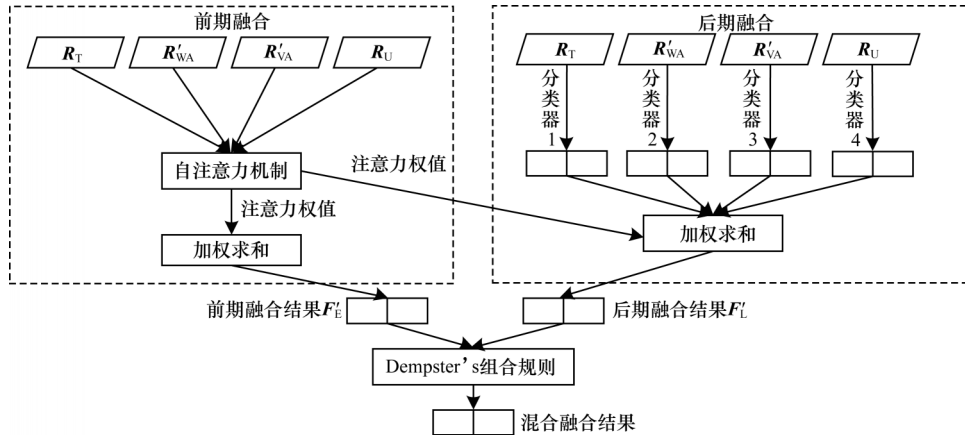 前期融合
R_T R′_WA R′_VA R_U
自注意力机制
注意力权值
注意力权值
加权求和
后期融合
R_T R′_WA R′_VA R_U
分类器1 分类器2 分类器3 分类器4
加权求和
前期融合结果F′_E
后期融合结果F′_L
Dempster’s组合规则
混合融合结果